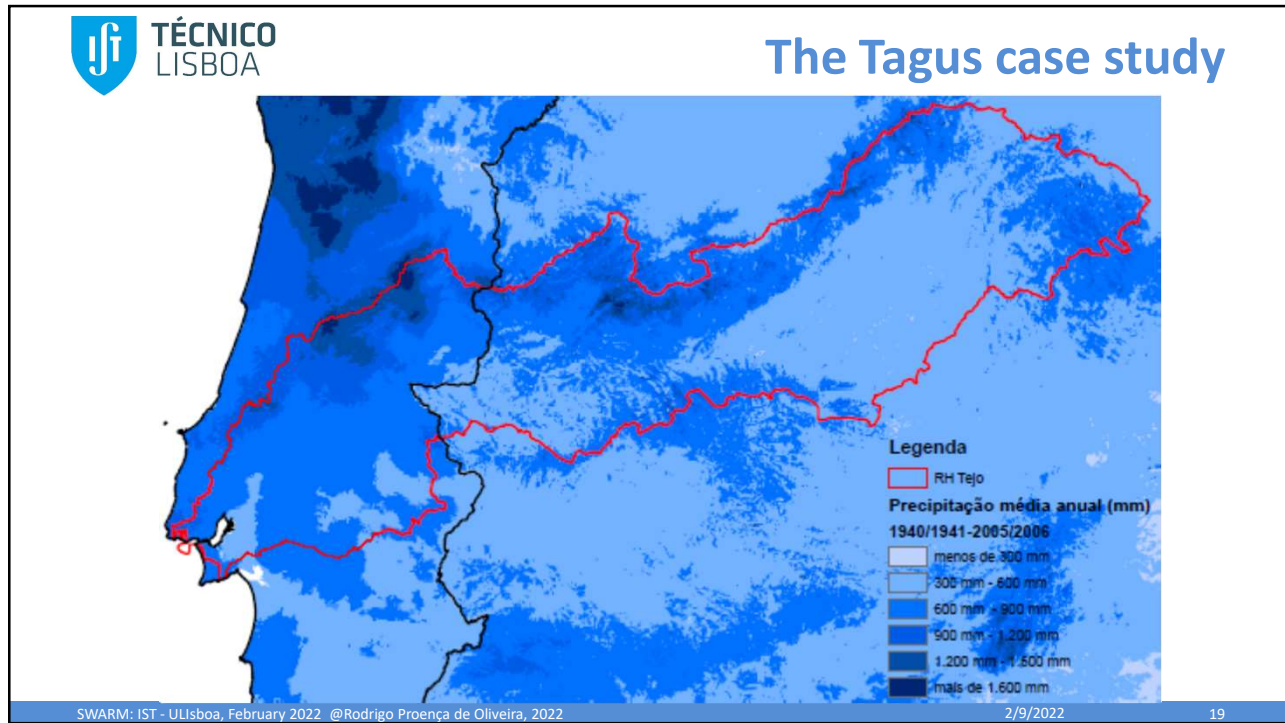 TÉCNICO
LISBOA
The Tagus case study
Legenda
RH Tejo
Precipitação média anual (mm)
1940/1941-2005/2006
menos de 300 mm
300 mm - 600 mm
600 mm - 900 mm
900 mm - 1.200 mm
1.200 mm - 1.500 mm
mais de 1.600 mm
SWARM: IST - ULIsboa, February 2022 @Rodrigo Proença de Oliveira, 2022
2/9/2022
19